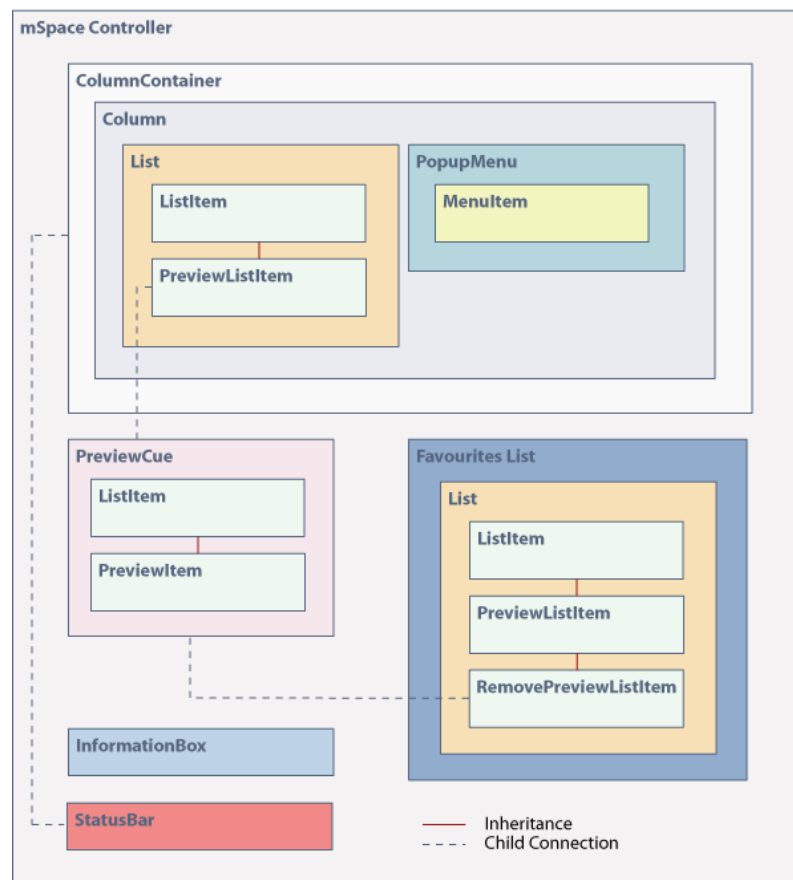 mSpace Controller
ColumnContainer
Column
List
PopupMenu
ListItem
MenuItem
PreviewListItem
PreviewCue
Favourites List
ListItem
List
ListItem
PreviewItem
PreviewListItem
RemovePreviewListItem
InformationBox
StatusBar
Inheritance
Child Connection